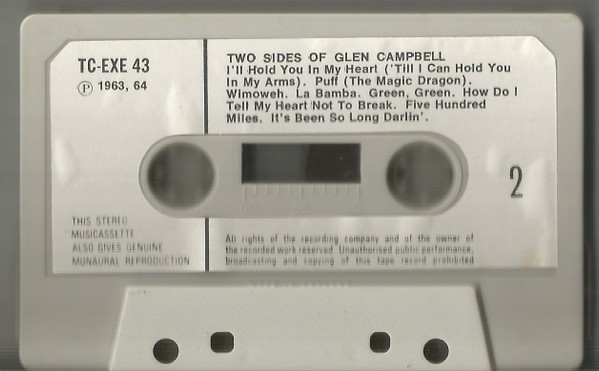 TC-EXE 43
Ⓟ 1963, 64
TWO SIDES OF GLEN CAMPBELL
I'll Hold You In My Heart ('Till I Can Hold You
In My Arms). Puff (The Magic Dragon).
Wimoweh. La Bamba. Green, Green. How Do I
Tell My Heart Not To Break. Five Hundred
Miles. It's Been So Long Darlin'.
2
THIS STEREO
MUSICASSETTE
ALSO GIVES GENUINE
MONAURAL REPRODUCTION
All rights of the recording company and of the owner of
the recorded work reserved Unauthorised public performance,
broadcasting and copying of this tape record prohibited